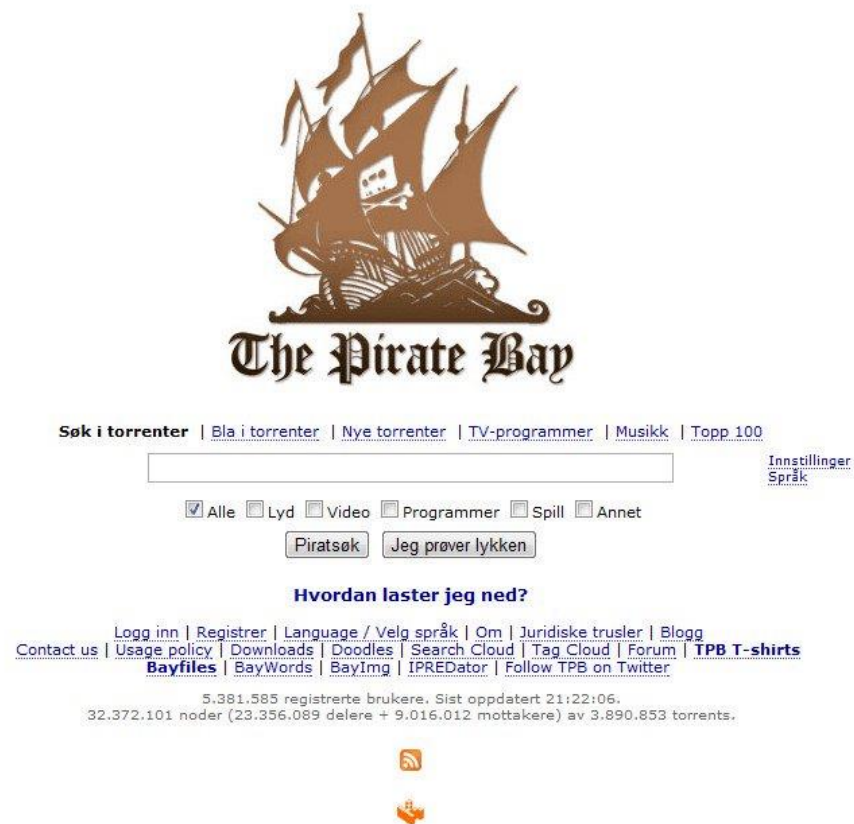 The Pirate Bay
Søk i torrenter | Bla i torrenter | Nye torrenter | TV-programmer | Musikk | Topp 100
Innstillinger
Språk
Alle Lyd Video Programmer Spill Annet
Piratsøk Jeg prøver lykken
Hvordan laster jeg ned?
Logg inn | Registrer | Language / Velg språk | Om | Juridiske trusler | Blogg
Contact us | Usage policy | Downloads | Doodles | Search Cloud | Tag Cloud | Forum | TPB T-shirts
Bayfiles | BayWords | BayImg | IPREDator | Follow TPB on Twitter
5.381.585 registrerte brukere. Sist oppdatert 21:22:06.
32.372.101 noder (23.356.089 delere + 9.016.012 mottakere) av 3.890.853 torrents.